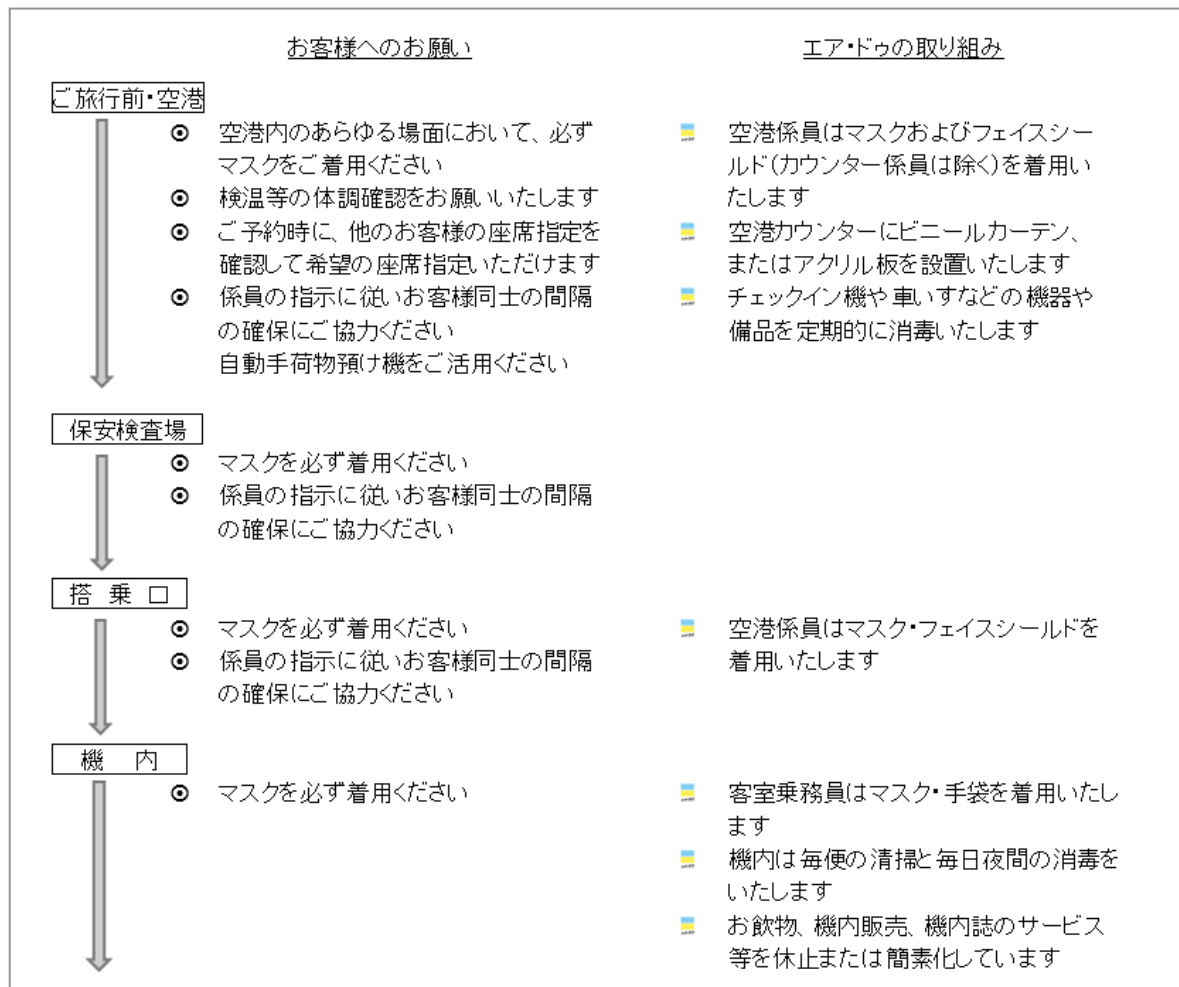 お客様へのお願い
エア・ドゥの取り組み
ご旅行前・空港
空港内のあらゆる場面において、必ず
マスクをご着用ください
検温等の体調確認をお願いいたします
ご予約時に、他のお客様の座席指定を
確認して希望の座席指定いただけます
係員の指示に従いお客様同士の間隔
の確保にご協力ください
自動手荷物預け機をご活用ください
空港係員はマスクおよびフェイスシー
ルド(カウンター係員は除く)を着用い
たします
空港カウンターにビニールカーテン、
またはアクリル板を設置いたします
チェックイン機や車いすなどの機器や
備品を定期的に消毒いたします
保安検査場
マスクを必ず着用ください
係員の指示に従いお客様同士の間隔
の確保にご協力ください
搭乗口
マスクを必ず着用ください
係員の指示に従いお客様同士の間隔
の確保にご協力ください
空港係員はマスク・フェイスシールドを
着用いたします
機内
マスクを必ず着用ください
客室乗務員はマスク・手袋を着用いたし
ます
機内は毎便の清掃と毎日夜間の消毒を
いたします
お飲物、機内販売、機内誌のサービス
等を休止または簡素化しています